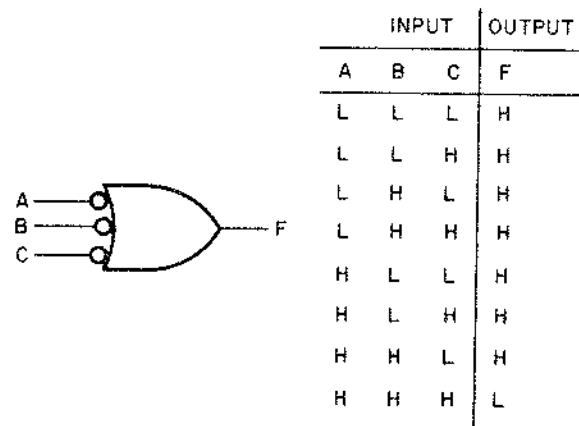 INPUT OUTPUT
A B C F
L L L H
L L H H
L H L H
L H H H
H L L H
H L H H
H H L H
H H H L
A
B F
C